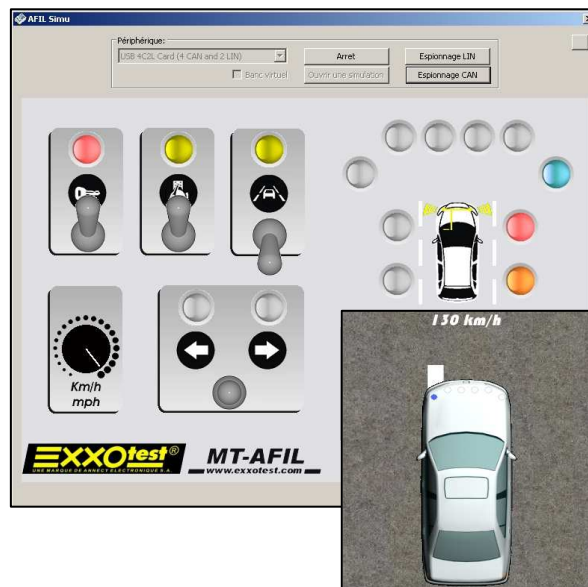 AFIL Simu
Périphérique:
USB 4C2L Card (4 CAN and 2 LIN)
Banc virtuel
Arret
Ouvrir une simulation
Espionnage LIN
Espionnage CAN
130 km/h
Km/h
mph
EXXOtest®
UNE MARQUE DE ANNECY ELECTRONIQUE S.A.
MT-AFIL
www.exxotest.com